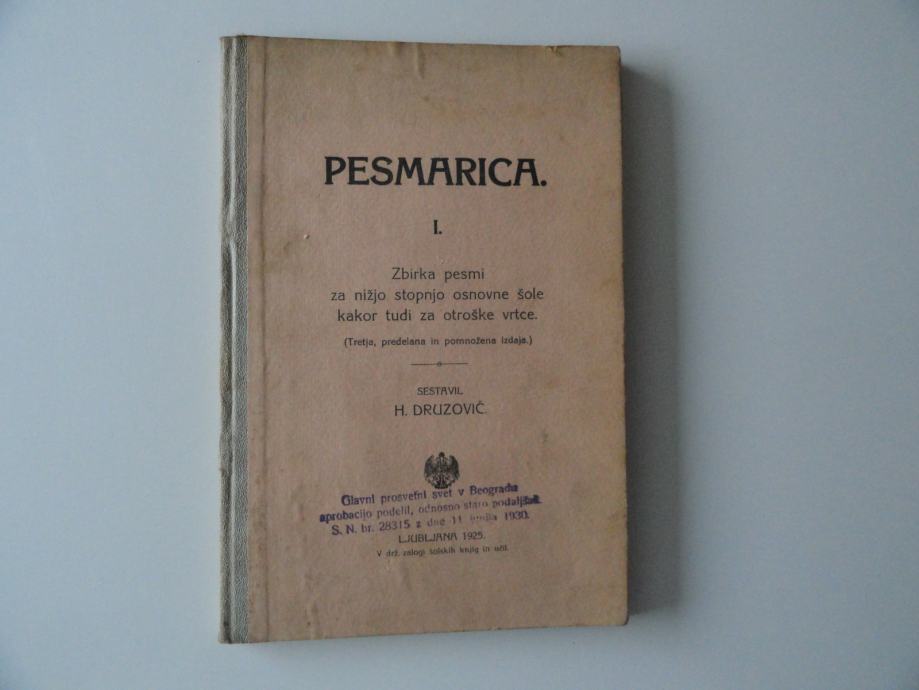 PESMARICA.
I.
Zbirka pesmi
za nižjo stopnjo osnovne šole
kakor tudi za otroške vrtce.
(Tretja, predelana in pomnožena izdaja.)
SESTAVIL
H. DRUZOVIČ.
Glavni prosvetni svet v Beogradu
aprobacijo podelil, odnosno staro podaljšal.
S. N. br. 28315 z dne 11 1930.
LJUBLJANA 1925.
V drž. zalogi šolskih knjig in učil.